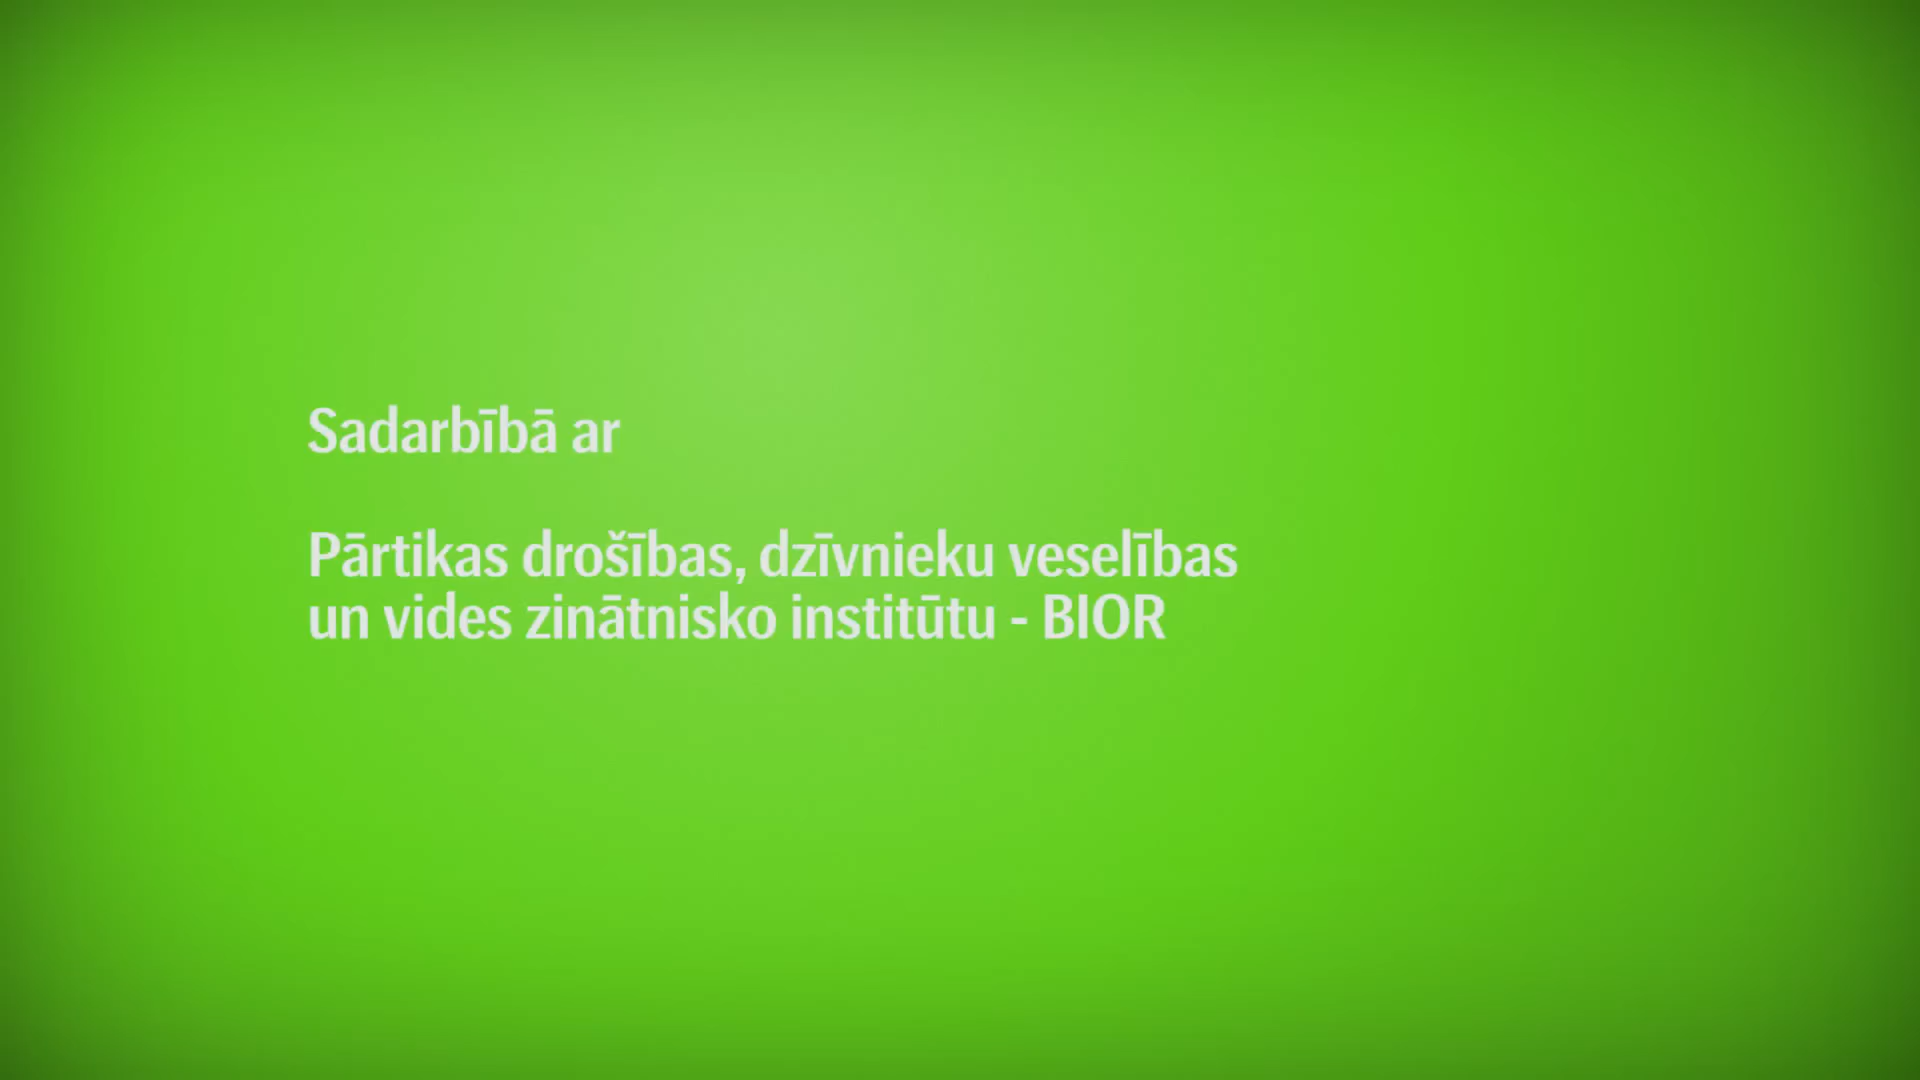 Sadarbībā ar
Pārtikas drošības, dzīvnieku veselības
un vides zinātnisko institūtu - BIOR